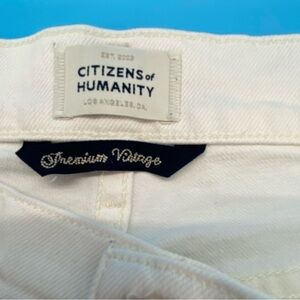 EST. 2003
CITIZENS of
HUMANITY
LOS ANGELES, CA.
Premium Vintage